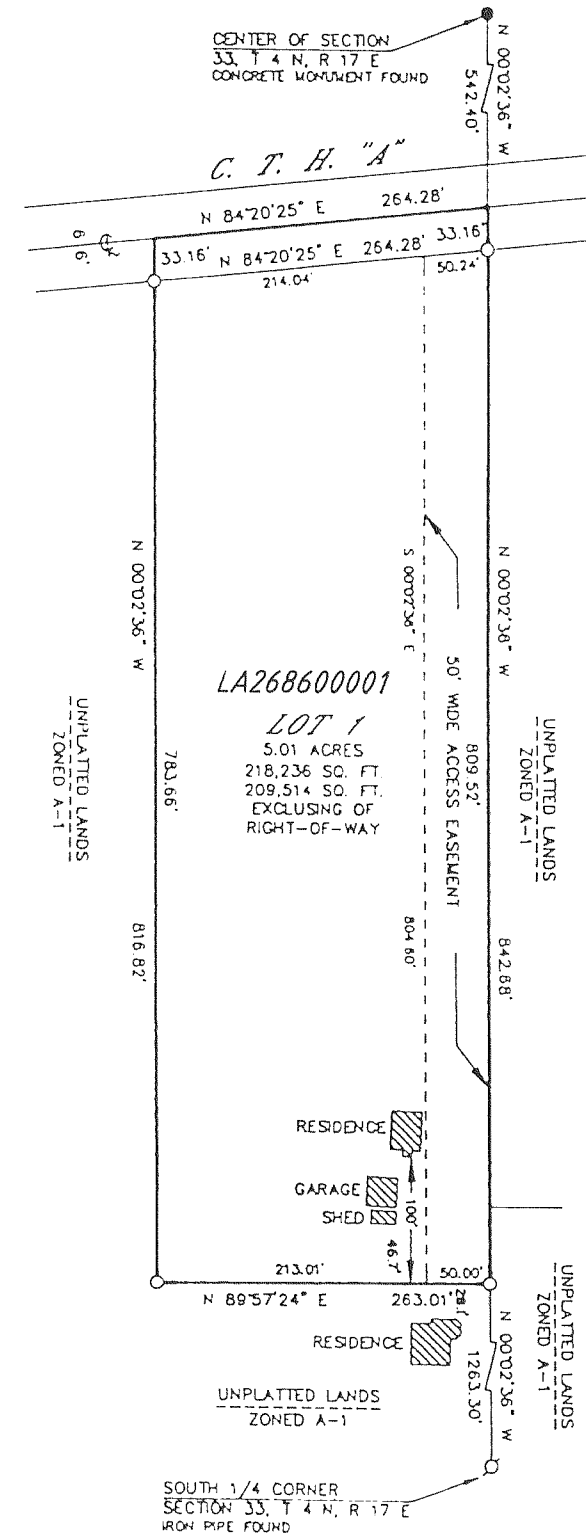 CENTER OF SECTION
33, T 4 N, R 17 E
CONCRETE MONUMENT FOUND
N 00°02'36" W
542.40'
C. T. H. "A"
N 84°20'25" E 264.28'
66'
33.16' N 84°20'25" E 264.28' 33.16'
214.04'
50.24'
N 00°02'36" W
S 00°02'36" E
N 00°02'36" W
LA268600001
LOT 1
5.01 ACRES
218,236 SQ. FT.
209,514 SQ. FT.
EXCLUSING OF
RIGHT-OF-WAY
50' WIDE ACCESS EASEMENT
809.52'
UNPLATTED LANDS
ZONED A-1
UNPLATTED LANDS
ZONED A-1
783.66'
816.82'
804.60'
842.68'
RESIDENCE
GARAGE
SHED
100'
46.7'
213.01'
50.00'
N 89°57'24" E 263.01'
28.1'
RESIDENCE
UNPLATTED LANDS
ZONED A-1
N 00°02'36" W
1263.30'
UNPLATTED LANDS
ZONED A-1
SOUTH 1/4 CORNER
SECTION 33, T 4 N, R 17 E
IRON PIPE FOUND